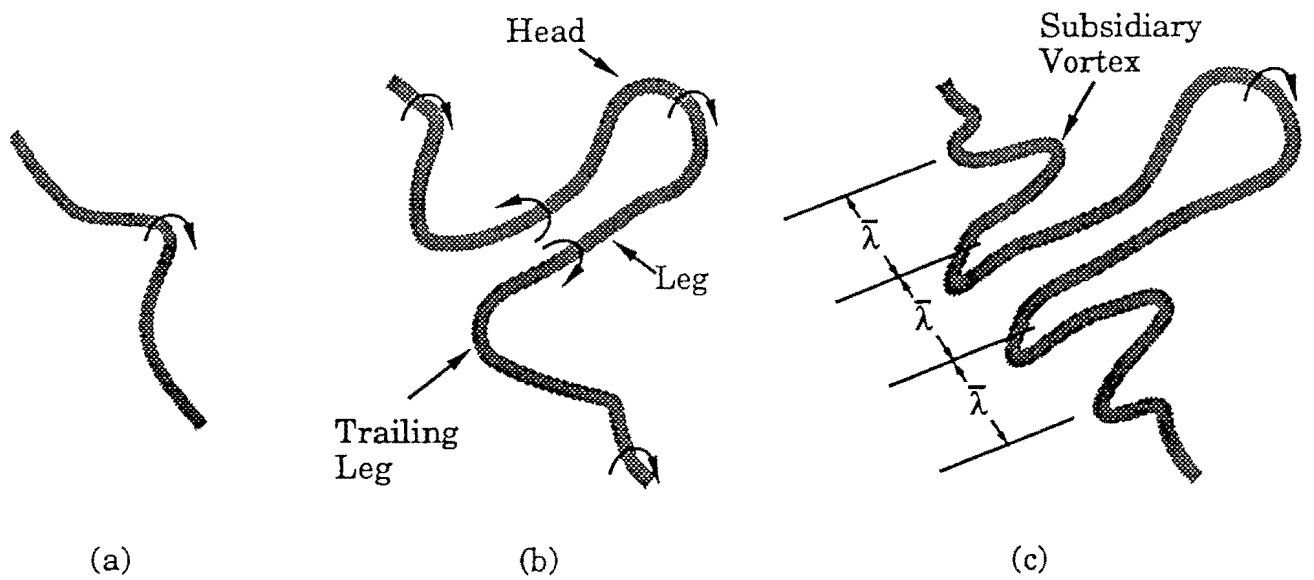 Head
Subsidiary
Vortex
Leg
Trailing
Leg
λ̄
λ̄
λ̄
(a)
(b)
(c)